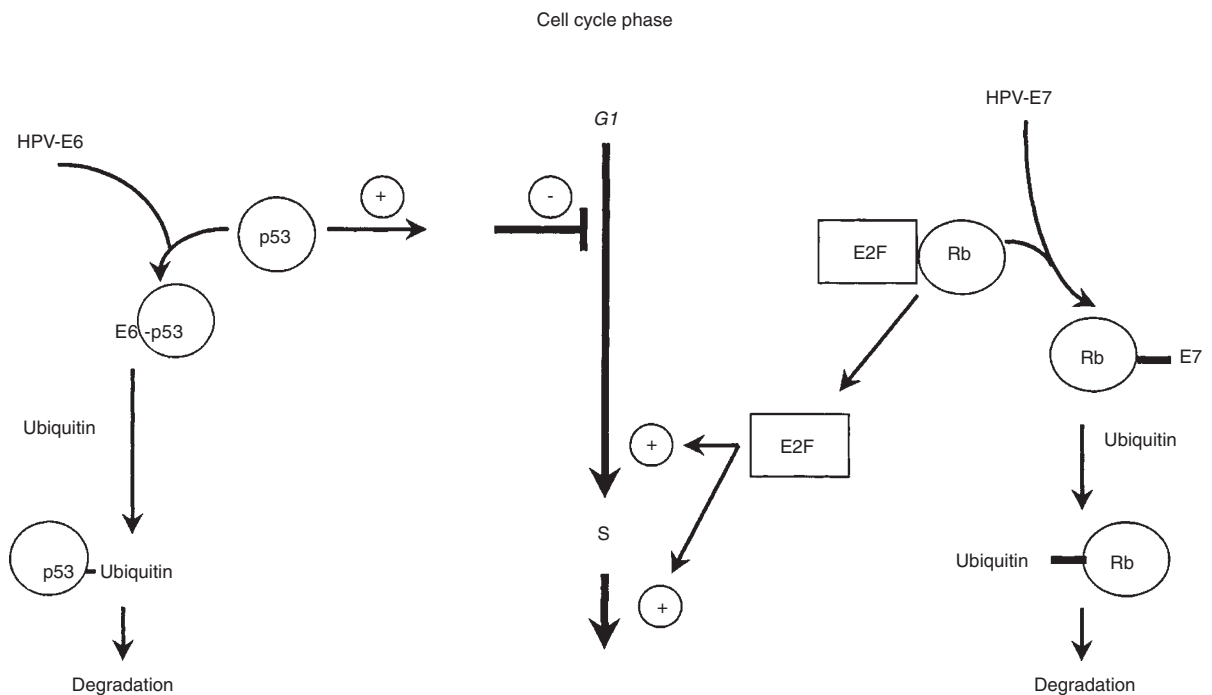 Cell cycle phase
HPV-E6
p53
+
E6 -p53
Ubiquitin
p53
Ubiquitin
Degradation
-
G1
S
+
+
E2F
HPV-E7
E2F
Rb
Rb
E7
Ubiquitin
Ubiquitin
Rb
Degradation